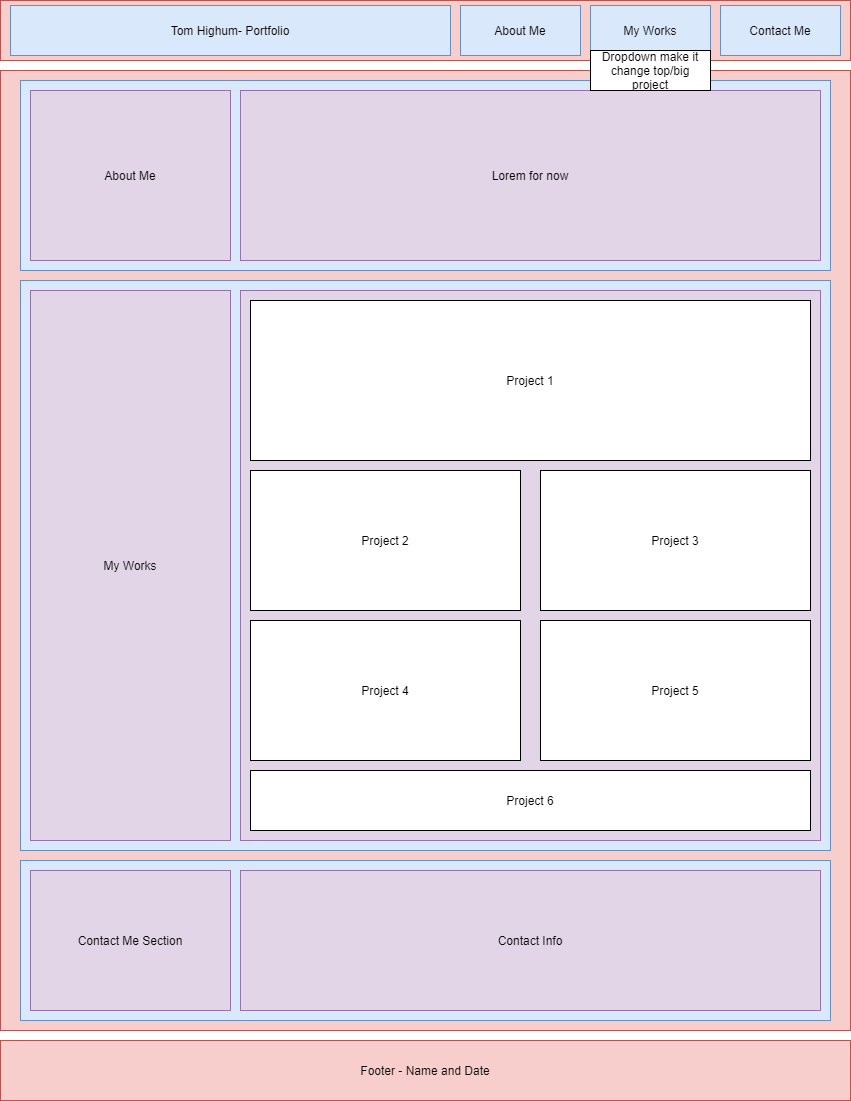 Tom Highum- Portfolio
About Me
My Works
Contact Me
Dropdown make it
change top/big
project
About Me
Lorem for now
My Works
Project 1
Project 2
Project 3
Project 4
Project 5
Project 6
Contact Me Section
Contact Info
Footer - Name and Date